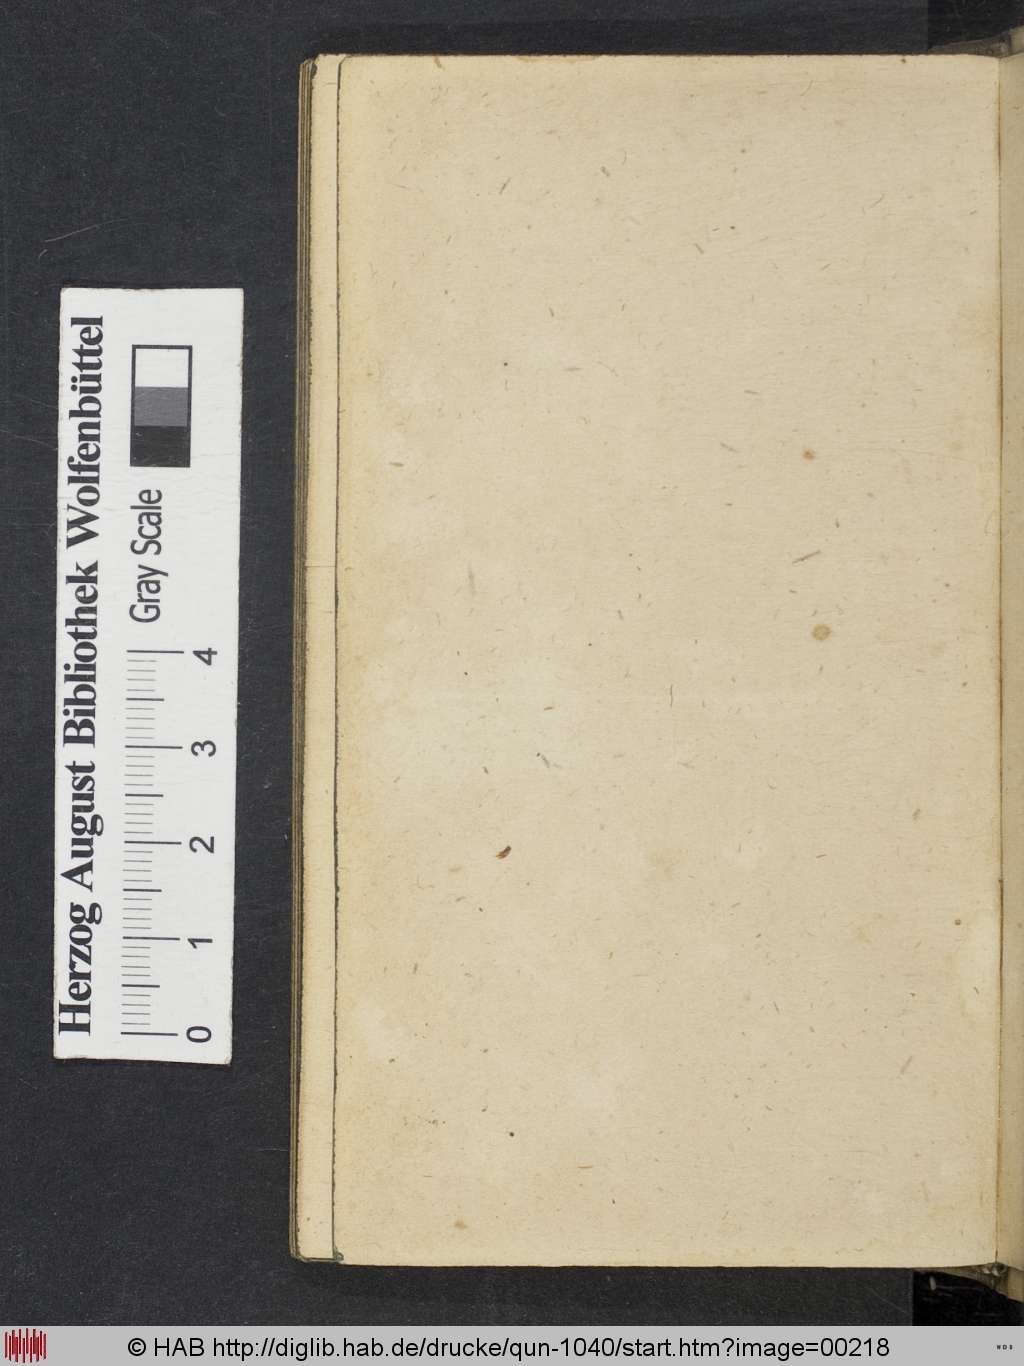 Herzog August Bibliothek Wolfenbüttel
Gray Scale
0 1 2 3 4
© HAB http://diglib.hab.de/drucke/qun-1040/start.htm?image=00218